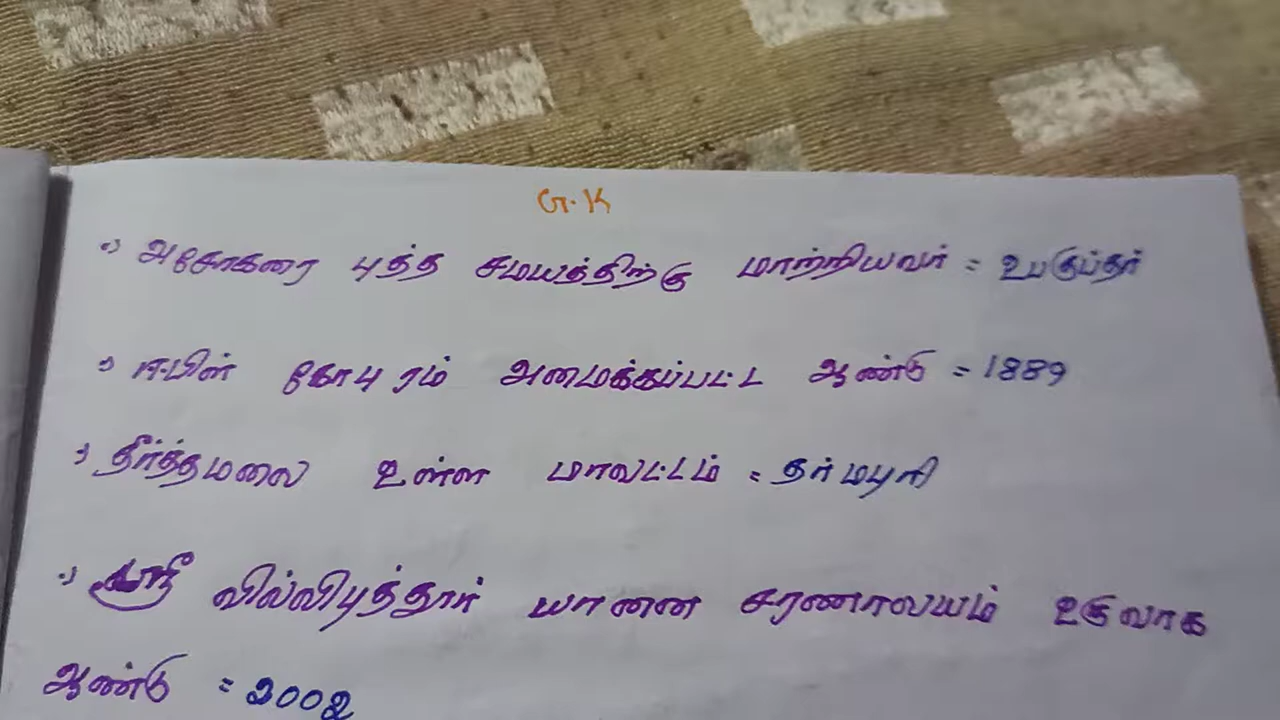 G.K
அசோகரை புத்த சமயத்திற்கு மாற்றியவர் = உபகுப்தர்
ஈபிள் கோபுரம் அமைக்கப்பட்ட ஆண்டு = 1889
தீர்த்தமலை உள்ள மாவட்டம் = தர்மபுரி
ஸ்ரீ வில்லிபுத்தூர் யானை சரணாலயம் உருவாக
ஆண்டு = 2002